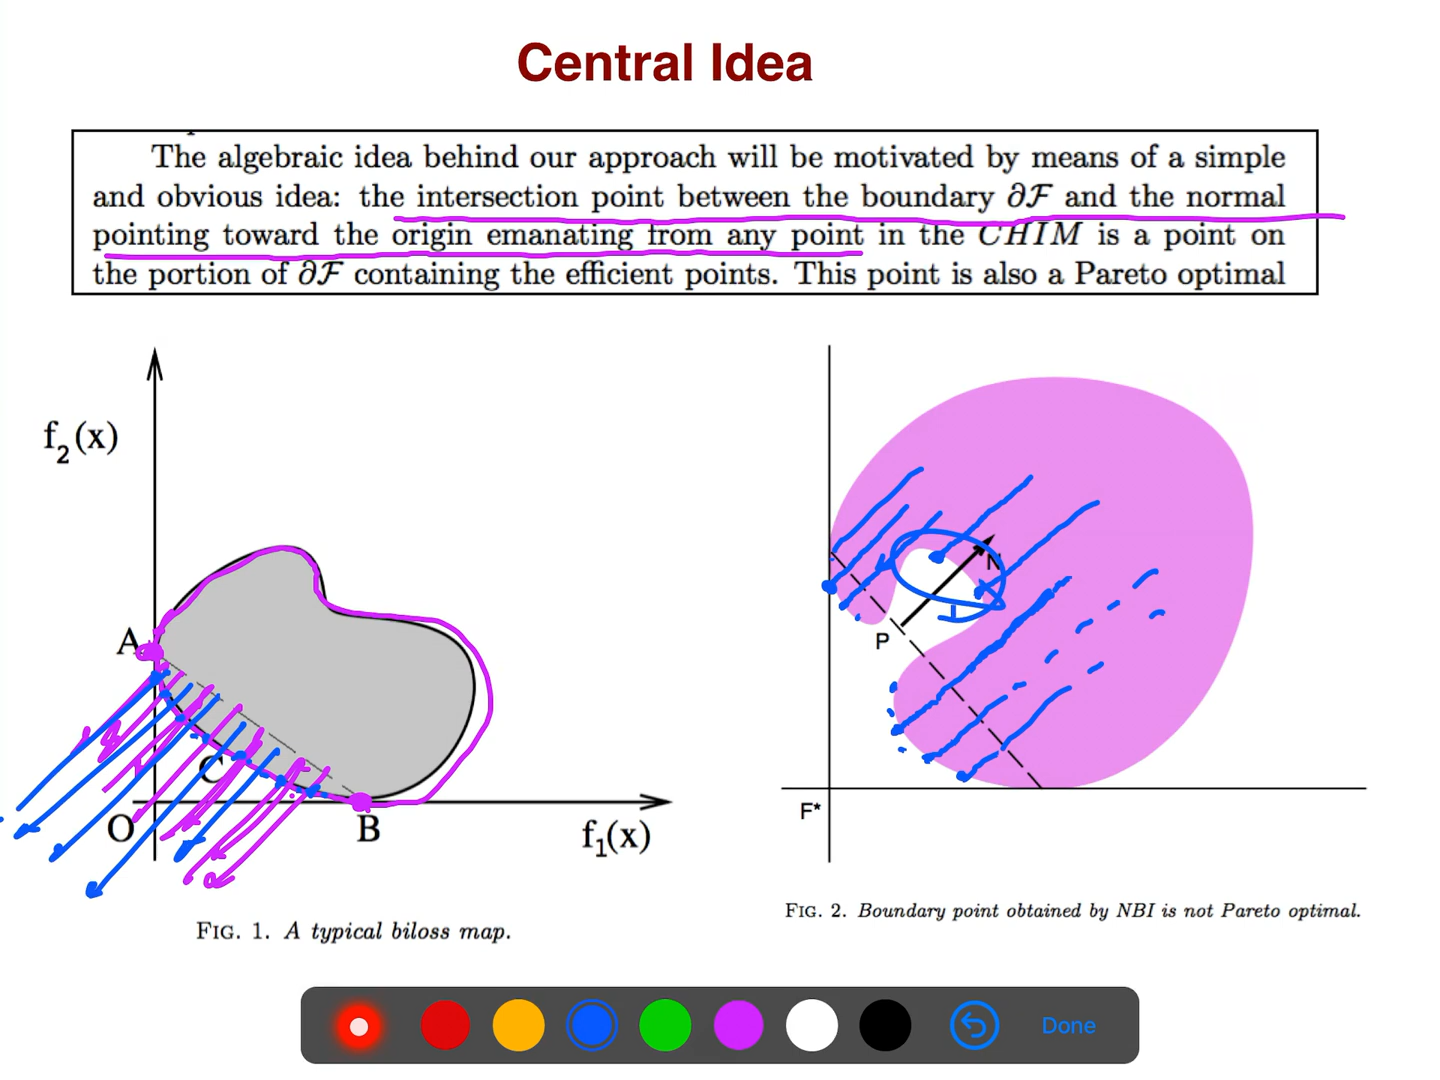 Central Idea
The algebraic idea behind our approach will be motivated by means of a simple
and obvious idea: the intersection point between the boundary ∂ℱ and the normal
pointing toward the origin emanating from any point in the CHIM is a point on
the portion of ∂ℱ containing the efficient points. This point is also a Pareto optimal
f₂(x)
A
C
O
B
f₁(x)
FIG. 1. A typical biloss map.
N
P
F*
FIG. 2. Boundary point obtained by NBI is not Pareto optimal.
Done